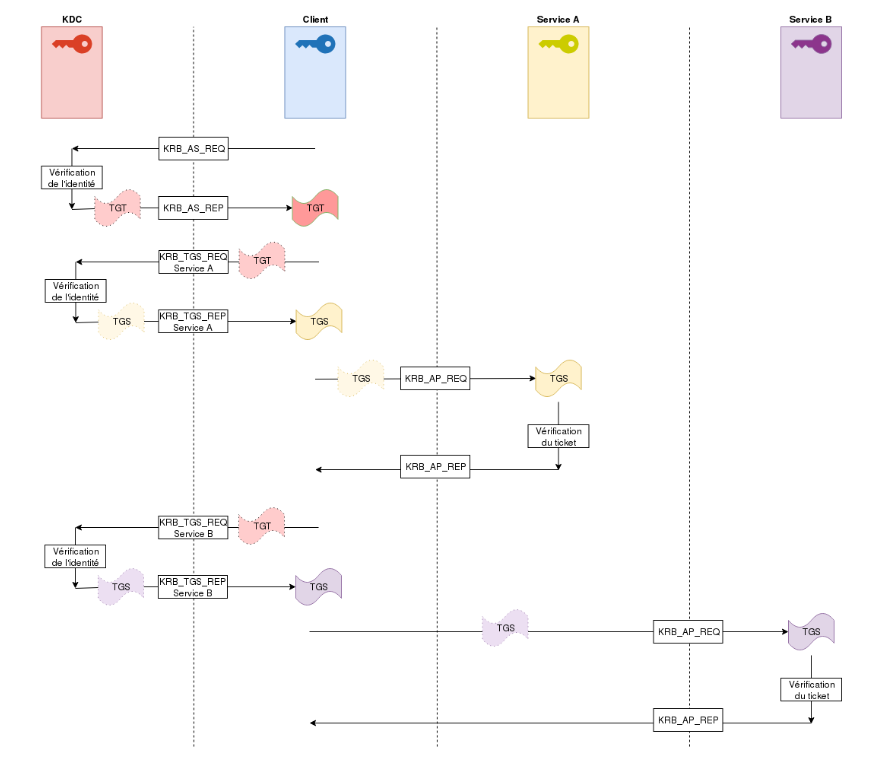 KDC
Client
Service A
Service B
KRB_AS_REQ
Vérification
de l'identité
TGT
KRB_AS_REP
TGT
KRB_TGS_REQ
Service A
TGT
Vérification
de l'identité
TGS
KRB_TGS_REP
Service A
TGS
TGS
KRB_AP_REQ
TGS
Vérification
du ticket
KRB_AP_REP
KRB_TGS_REQ
Service B
TGT
Vérification
de l'identité
TGS
KRB_TGS_REP
Service B
TGS
TGS
KRB_AP_REQ
TGS
Vérification
du ticket
KRB_AP_REP